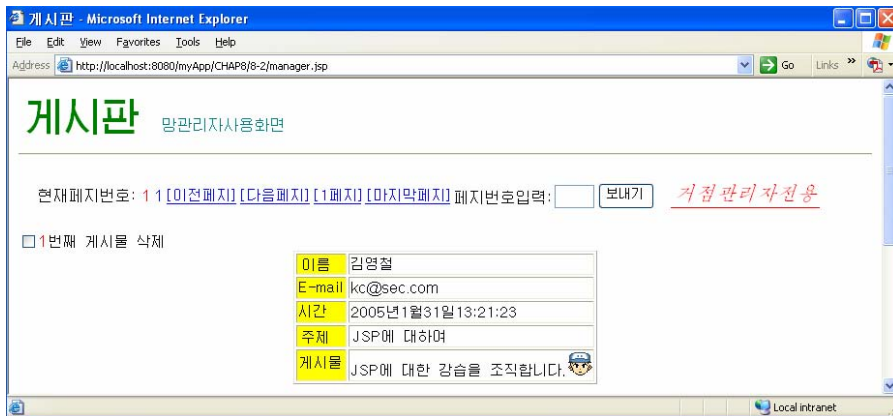 게시판 - Microsoft Internet Explorer
File Edit View Favorites Tools Help
Address http://localhost:8080/myApp/CHAP8/8-2/manager.jsp Go Links »
게시판 망관리자사용화면
현재페지번호: 1 1 [이전페지] [다음페지] [1페지] [마지막페지] 페지번호입력: 보내기 거점관리자전용
1번째 게시물 삭제
이름 김영철
E-mail kc@sec.com
시간 2005년1월31일13:21:23
주제 JSP에 대하여
게시물 JSP에 대한 강습을 조직합니다.
Local intranet